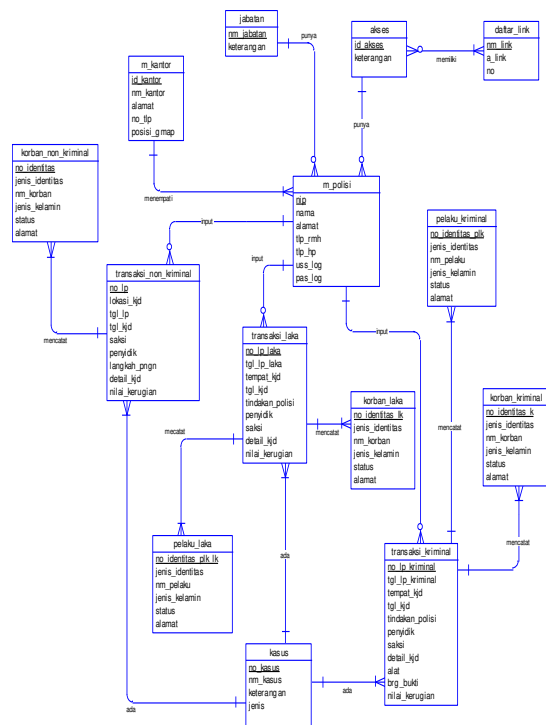 jabatan
nm_jabatan
keterangan
akses
id_akses
keterangan
daftar_link
nm_link
a_link
no
punya
memilki
m_kantor
id_kantor
nm_kantor
alamat
no_tlp
posisi_gmap
punya
korban_non_kriminal
no_identitas
jenis_identitas
nm_korban
jenis_kelamin
status
alamat
menempati
m_polisi
nip
nama
alamat
tlp_rmh
tlp_hp
uss_log
pas_log
pelaku_kriminal
no_identitas_plk
jenis_identitas
nm_pelaku
jenis_kelamin
status
alamat
input
input
input
transaksi_non_kriminal
no_lp
lokasi_kjd
tgl_lp
tgl_kjd
saksi
penyidik
langkah_pngn
detail_kjd
nilai_kerugian
mencatat
transaksi_laka
no_lp_laka
tgl_lp_laka
tempat_kjd
tgl_kjd
tindakan_polisi
penyidik
saksi
detail_kjd
nilai_kerugian
korban_laka
no_identitas_lk
jenis_identitas
nm_korban
jenis_kelamin
status
alamat
mencatat
mencatat
korban_kriminal
no_identitas_k
jenis_identitas
nm_korban
jenis_kelamin
status
alamat
mecatat
mencatat
pelaku_laka
no_identitas_plk_lk
jenis_identitas
nm_pelaku
jenis_kelamin
status
alamat
ada
transaksi_kriminal
no_lp_kriminal
tgl_lp_kriminal
tempat_kjd
tgl_kjd
tindakan_polisi
penyidik
saksi
detail_kjd
alat
brg_bukti
nilai_kerugian
kasus
no_kasus
nm_kasus
keterangan
jenis
ada
ada